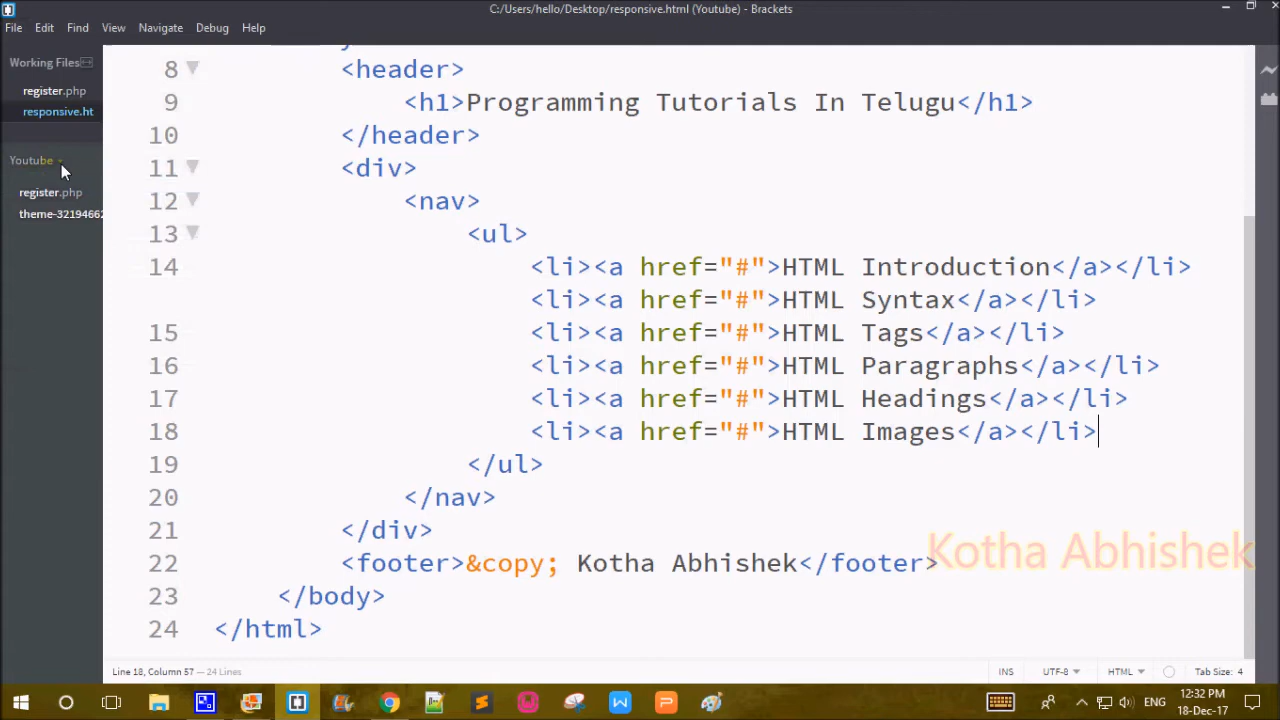 C:/Users/hello/Desktop/responsive.html (Youtube) - Brackets
File Edit Find View Navigate Debug Help
Working Files
register.php
responsive.ht
Youtube
register.php
theme-32194662
8 <header>
9 <h1>Programming Tutorials In Telugu</h1>
10 </header>
11 <div>
12 <nav>
13 <ul>
14 <li><a href="#">HTML Introduction</a></li>
<li><a href="#">HTML Syntax</a></li>
15 <li><a href="#">HTML Tags</a></li>
16 <li><a href="#">HTML Paragraphs</a></li>
17 <li><a href="#">HTML Headings</a></li>
18 <li><a href="#">HTML Images</a></li>
19 </ul>
20 </nav>
21 </div>
22 <footer>&copy; Kotha Abhishek</footer>
23 </body>
24 </html>
Kotha Abhishek
Line 18, Column 57 — 24 Lines
INS UTF-8 HTML Tab Size: 4
ENG 12:32 PM
18-Dec-17